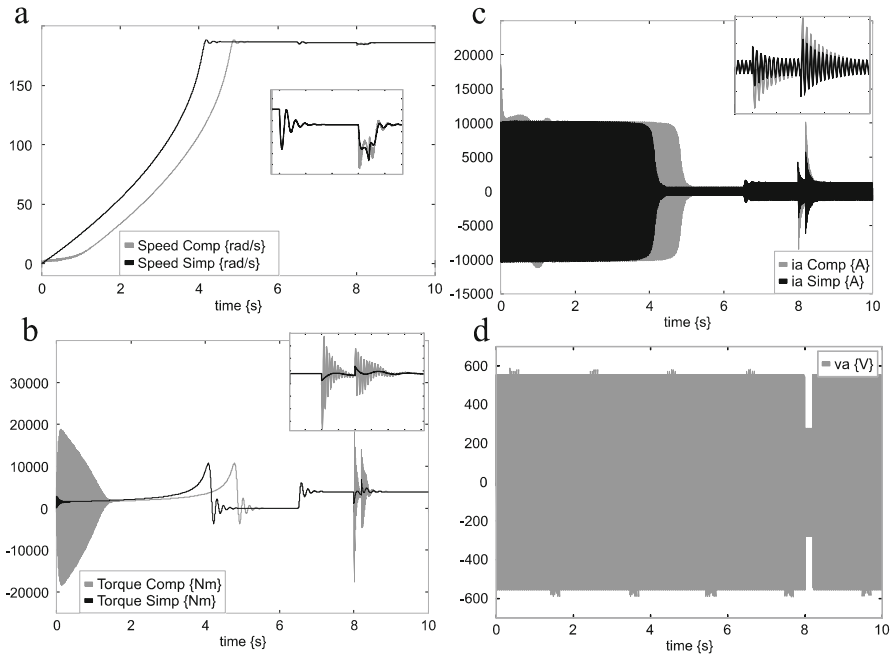 a
200
150
100
50
0
0 2 4 6 8 10
time {s}
Speed Comp {rad/s}
Speed Simp {rad/s}
b
40000
30000
20000
10000
0
-10000
-20000
0 2 4 6 8 10
time {s}
Torque Comp {Nm}
Torque Simp {Nm}
c
25000
20000
15000
10000
5000
0
-5000
-10000
-15000
0 2 4 6 8 10
time {s}
ia Comp {A}
ia Simp {A}
d
600
400
200
0
-200
-400
-600
0 2 4 6 8 10
time {s}
va {V}